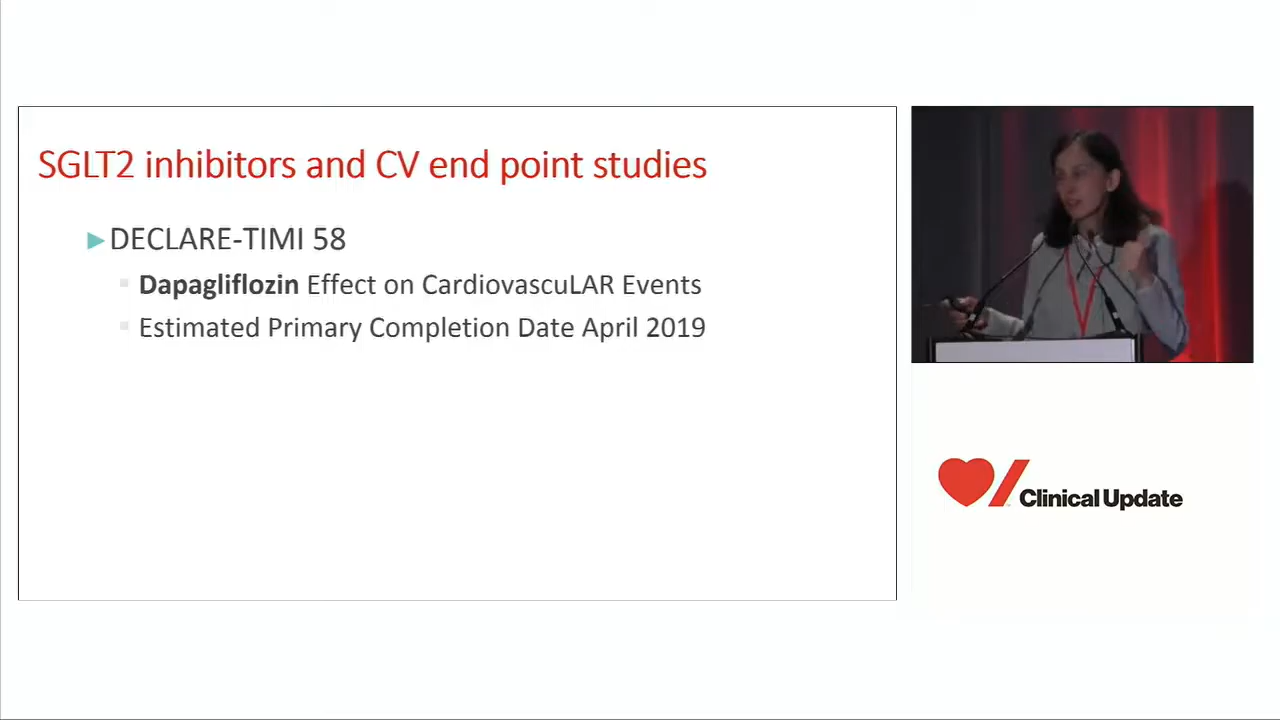 SGLT2 inhibitors and CV end point studies
DECLARE-TIMI 58
Dapagliflozin Effect on CardiovascuLAR Events
Estimated Primary Completion Date April 2019
Clinical Update